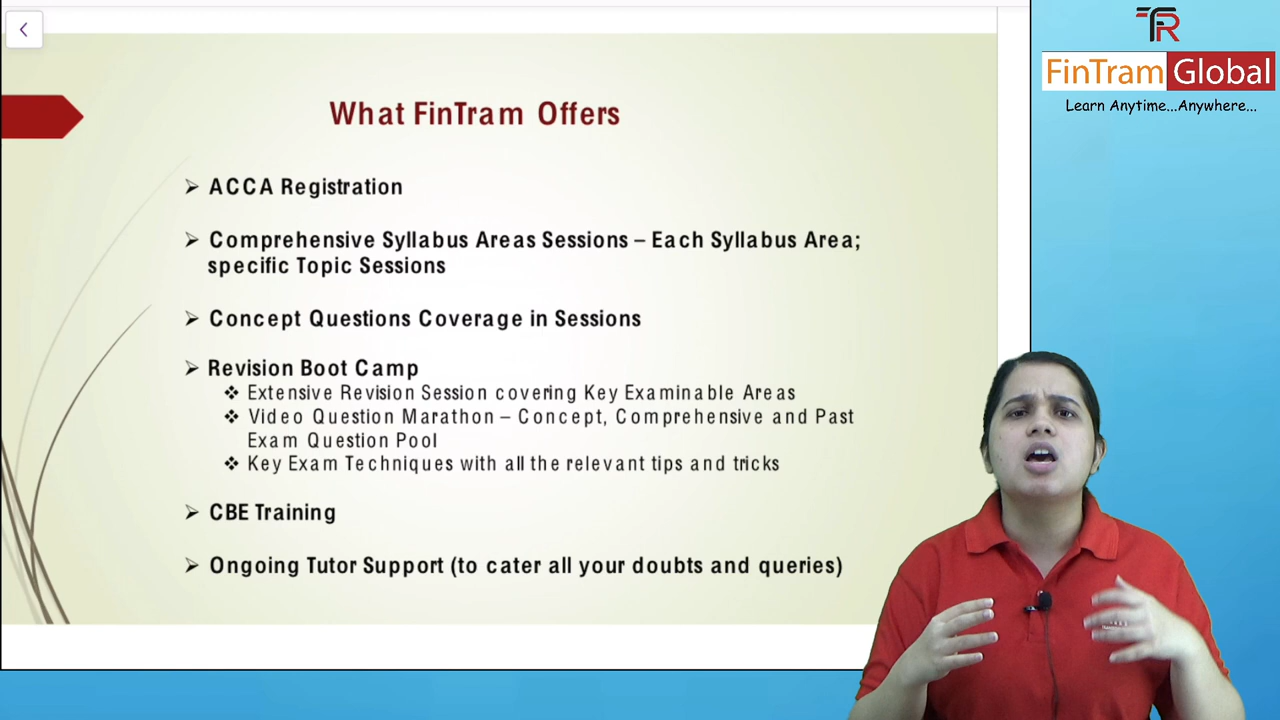 What FinTram Offers
ACCA Registration
Comprehensive Syllabus Areas Sessions – Each Syllabus Area;
specific Topic Sessions
Concept Questions Coverage in Sessions
Revision Boot Camp
Extensive Revision Session covering Key Examinable Areas
Video Question Marathon – Concept, Comprehensive and Past
Exam Question Pool
Key Exam Techniques with all the relevant tips and tricks
CBE Training
Ongoing Tutor Support (to cater all your doubts and queries)
TFR
FinTram Global
Learn Anytime...Anywhere...